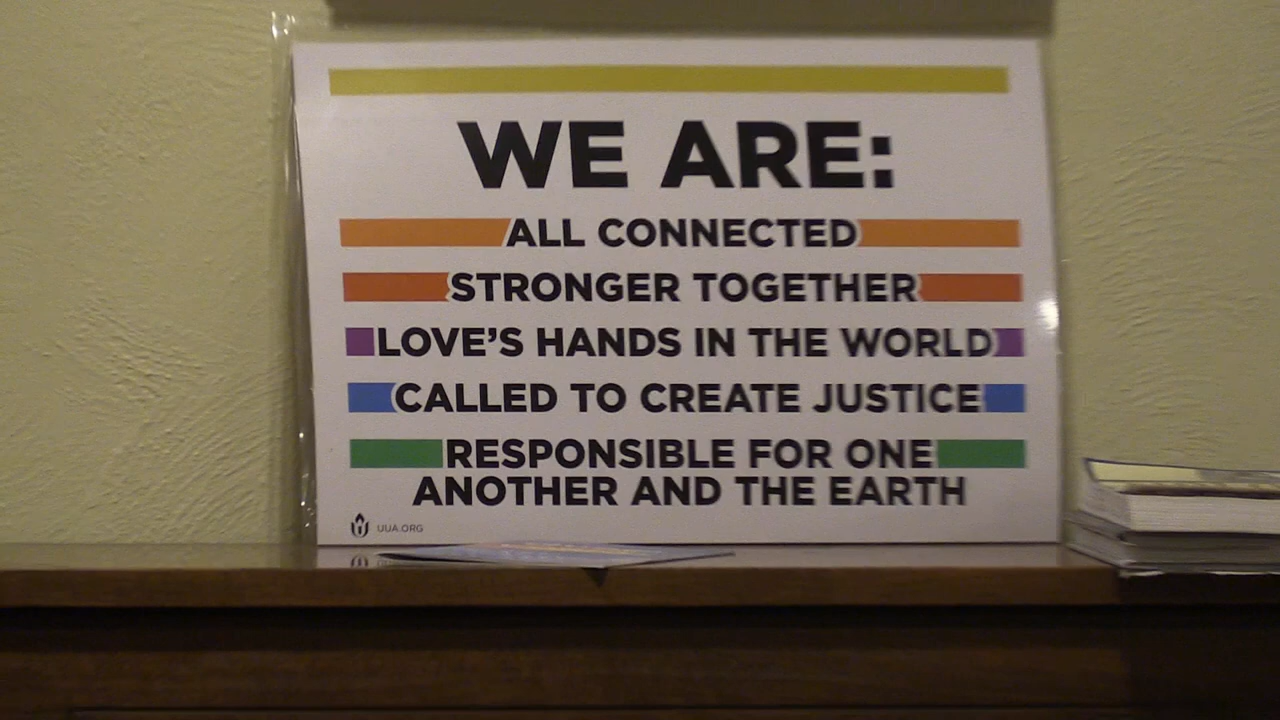 WE ARE:
ALL CONNECTED
STRONGER TOGETHER
LOVE'S HANDS IN THE WORLD
CALLED TO CREATE JUSTICE
RESPONSIBLE FOR ONE
ANOTHER AND THE EARTH
UUA.ORG